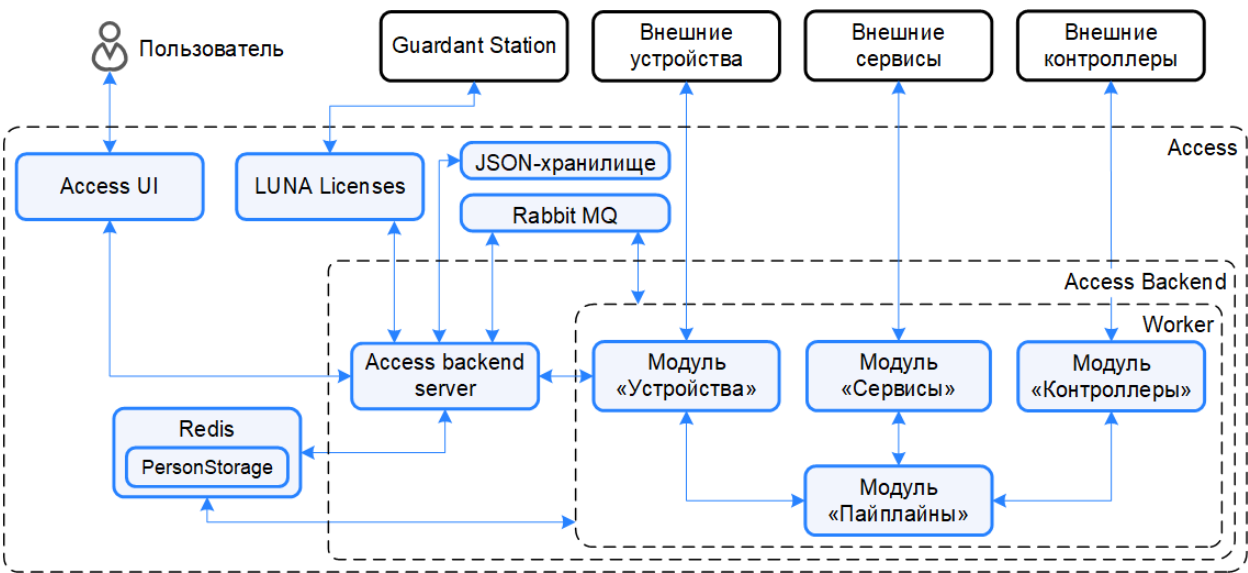 Пользователь
Guardant Station
Внешние
устройства
Внешние
сервисы
Внешние
контроллеры
Access
Access UI
LUNA Licenses
JSON-хранилище
Rabbit MQ
Access Backend
Worker
Access backend
server
Модуль
«Устройства»
Модуль
«Сервисы»
Модуль
«Контроллеры»
Redis
PersonStorage
Модуль
«Пайплайны»